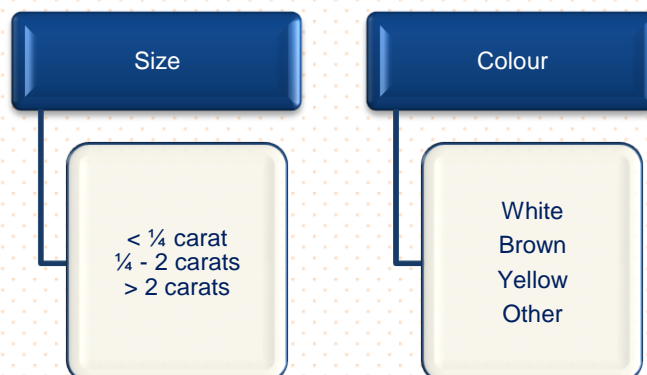 Size
< ¼ carat
¼ - 2 carats
> 2 carats
Colour
White
Brown
Yellow
Other